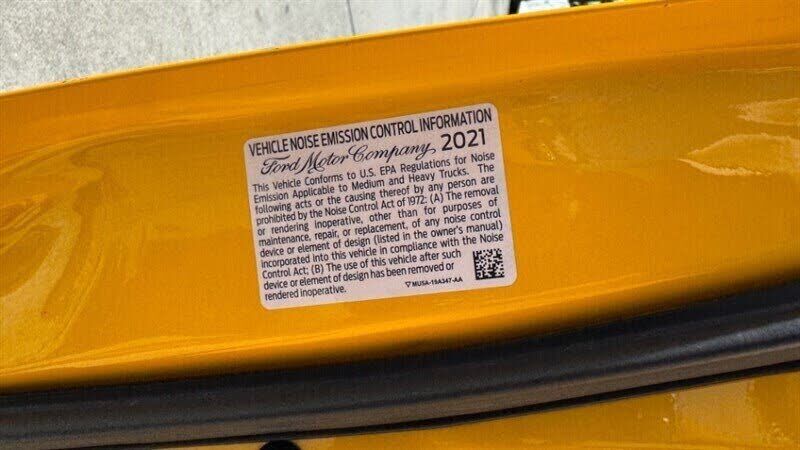 VEHICLE NOISE EMISSION CONTROL INFORMATION
Ford Motor Company 2021
This Vehicle Conforms to U.S. EPA Regulations for Noise
Emission Applicable to Medium and Heavy Trucks. The
following acts or the causing thereof by any person are
prohibited by the Noise Control Act of 1972: (A) The removal
or rendering inoperative, other than for purposes of
maintenance, repair, or replacement, of any noise control
device or element of design (listed in the owner's manual)
incorporated into this vehicle in compliance with the Noise
Control Act; (B) The use of this vehicle after such
device or element of design has been removed or
rendered inoperative.
MU5A-19A347-AA